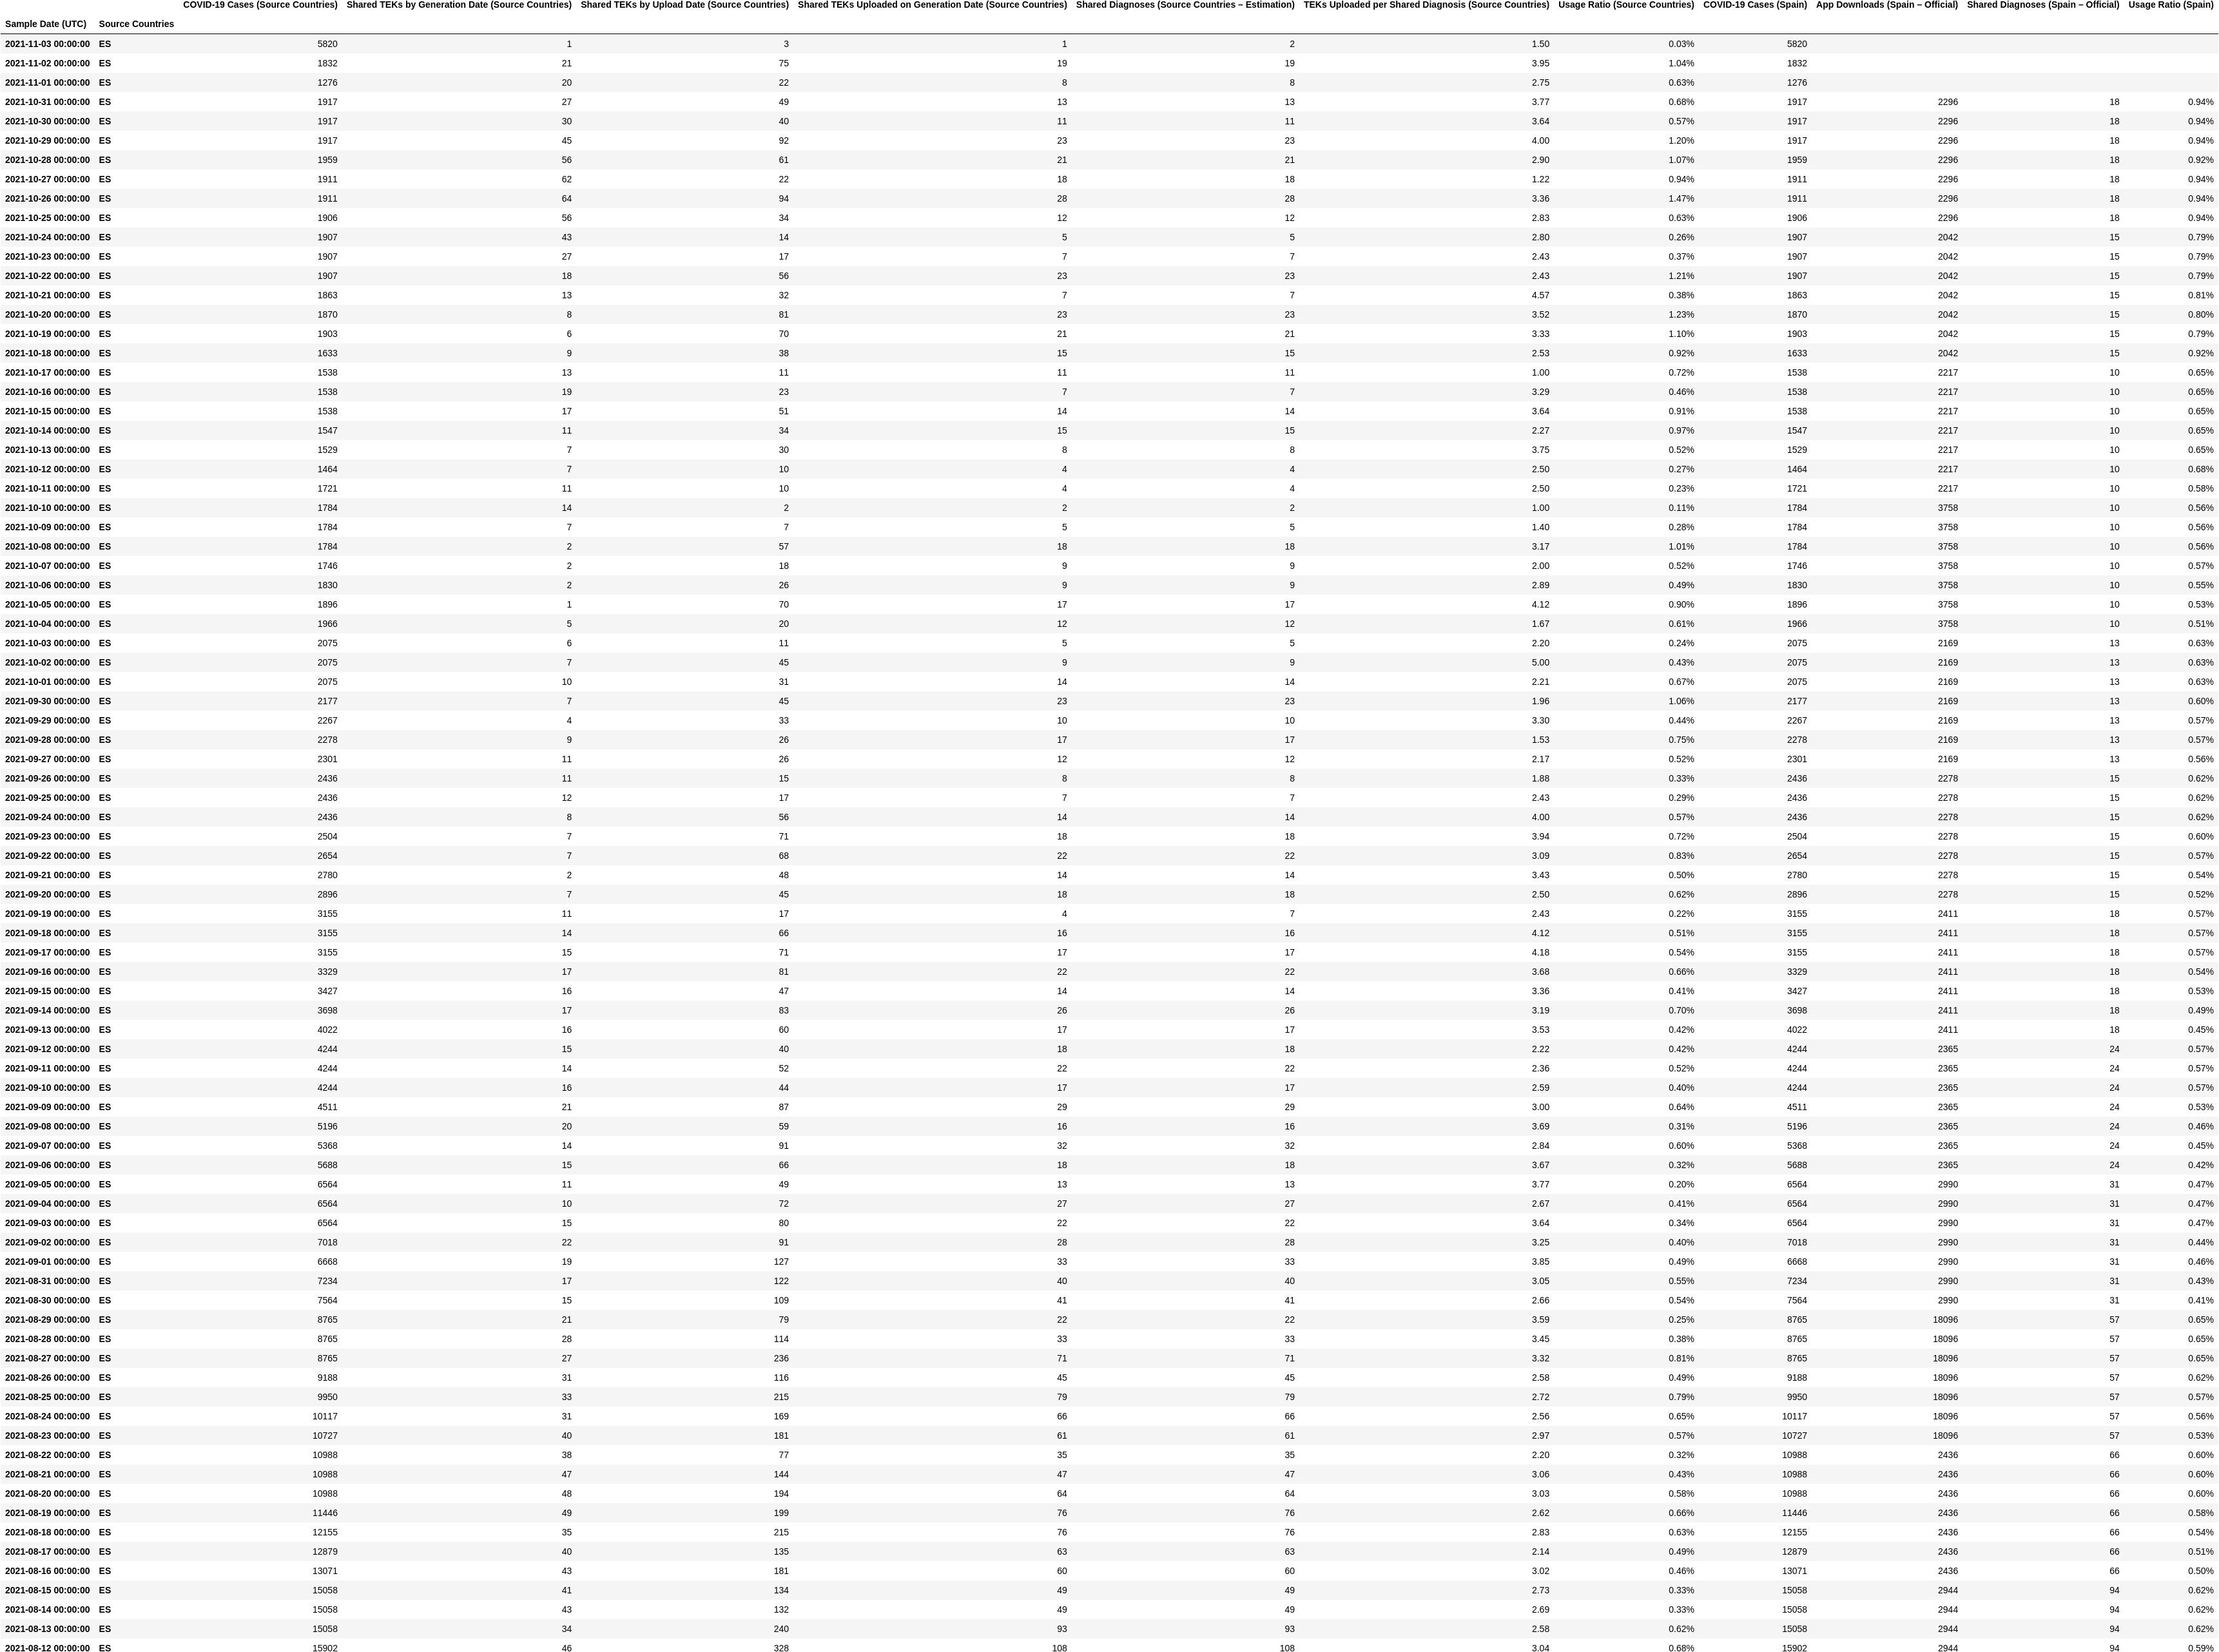 COVID-19 Cases (Source Countries) Shared TEKs by Generation Date (Source Countries) Shared TEKs by Upload Date (Source Countries) Shared TEKs Uploaded on Generation Date (Source Countries) Shared Diagnoses (Source Countries – Estimation) TEKs Uploaded per Shared Diagnosis (Source Countries) Usage Ratio (Source Countries) COVID-19 Cases (Spain) App Downloads (Spain – Official) Shared Diagnoses (Spain – Official) Usage Ratio (Spain)
Sample Date (UTC) Source Countries
2021-11-03 00:00:00 ES 5820 1 3 1 2 1.50 0.03% 5820
2021-11-02 00:00:00 ES 1832 21 75 19 19 3.95 1.04% 1832
2021-11-01 00:00:00 ES 1276 20 22 8 8 2.75 0.63% 1276
2021-10-31 00:00:00 ES 1917 27 49 13 13 3.77 0.68% 1917 2296 18 0.94%
2021-10-30 00:00:00 ES 1917 30 40 11 11 3.64 0.57% 1917 2296 18 0.94%
2021-10-29 00:00:00 ES 1917 45 92 23 23 4.00 1.20% 1917 2296 18 0.94%
2021-10-28 00:00:00 ES 1959 56 61 21 21 2.90 1.07% 1959 2296 18 0.92%
2021-10-27 00:00:00 ES 1911 62 22 18 18 1.22 0.94% 1911 2296 18 0.94%
2021-10-26 00:00:00 ES 1911 64 94 28 28 3.36 1.47% 1911 2296 18 0.94%
2021-10-25 00:00:00 ES 1906 56 34 12 12 2.83 0.63% 1906 2296 18 0.94%
2021-10-24 00:00:00 ES 1907 43 14 5 5 2.80 0.26% 1907 2042 15 0.79%
2021-10-23 00:00:00 ES 1907 27 17 7 7 2.43 0.37% 1907 2042 15 0.79%
2021-10-22 00:00:00 ES 1907 18 56 23 23 2.43 1.21% 1907 2042 15 0.79%
2021-10-21 00:00:00 ES 1863 13 32 7 7 4.57 0.38% 1863 2042 15 0.81%
2021-10-20 00:00:00 ES 1870 8 81 23 23 3.52 1.23% 1870 2042 15 0.80%
2021-10-19 00:00:00 ES 1903 6 70 21 21 3.33 1.10% 1903 2042 15 0.79%
2021-10-18 00:00:00 ES 1633 9 38 15 15 2.53 0.92% 1633 2042 15 0.92%
2021-10-17 00:00:00 ES 1538 13 11 11 11 1.00 0.72% 1538 2217 10 0.65%
2021-10-16 00:00:00 ES 1538 19 23 7 7 3.29 0.46% 1538 2217 10 0.65%
2021-10-15 00:00:00 ES 1538 17 51 14 14 3.64 0.91% 1538 2217 10 0.65%
2021-10-14 00:00:00 ES 1547 11 34 15 15 2.27 0.97% 1547 2217 10 0.65%
2021-10-13 00:00:00 ES 1529 7 30 8 8 3.75 0.52% 1529 2217 10 0.65%
2021-10-12 00:00:00 ES 1464 7 10 4 4 2.50 0.27% 1464 2217 10 0.68%
2021-10-11 00:00:00 ES 1721 11 10 4 4 2.50 0.23% 1721 2217 10 0.58%
2021-10-10 00:00:00 ES 1784 14 2 2 2 1.00 0.11% 1784 3758 10 0.56%
2021-10-09 00:00:00 ES 1784 7 7 5 5 1.40 0.28% 1784 3758 10 0.56%
2021-10-08 00:00:00 ES 1784 2 57 18 18 3.17 1.01% 1784 3758 10 0.56%
2021-10-07 00:00:00 ES 1746 2 18 9 9 2.00 0.52% 1746 3758 10 0.57%
2021-10-06 00:00:00 ES 1830 2 26 9 9 2.89 0.49% 1830 3758 10 0.55%
2021-10-05 00:00:00 ES 1896 1 70 17 17 4.12 0.90% 1896 3758 10 0.53%
2021-10-04 00:00:00 ES 1966 5 20 12 12 1.67 0.61% 1966 3758 10 0.51%
2021-10-03 00:00:00 ES 2075 6 11 5 5 2.20 0.24% 2075 2169 13 0.63%
2021-10-02 00:00:00 ES 2075 7 45 9 9 5.00 0.43% 2075 2169 13 0.63%
2021-10-01 00:00:00 ES 2075 10 31 14 14 2.21 0.67% 2075 2169 13 0.63%
2021-09-30 00:00:00 ES 2177 7 45 23 23 1.96 1.06% 2177 2169 13 0.60%
2021-09-29 00:00:00 ES 2267 4 33 10 10 3.30 0.44% 2267 2169 13 0.57%
2021-09-28 00:00:00 ES 2278 9 26 17 17 1.53 0.75% 2278 2169 13 0.57%
2021-09-27 00:00:00 ES 2301 11 26 12 12 2.17 0.52% 2301 2169 13 0.56%
2021-09-26 00:00:00 ES 2436 11 15 8 8 1.88 0.33% 2436 2278 15 0.62%
2021-09-25 00:00:00 ES 2436 12 17 7 7 2.43 0.29% 2436 2278 15 0.62%
2021-09-24 00:00:00 ES 2436 8 56 14 14 4.00 0.57% 2436 2278 15 0.62%
2021-09-23 00:00:00 ES 2504 7 71 18 18 3.94 0.72% 2504 2278 15 0.60%
2021-09-22 00:00:00 ES 2654 7 68 22 22 3.09 0.83% 2654 2278 15 0.57%
2021-09-21 00:00:00 ES 2780 2 48 14 14 3.43 0.50% 2780 2278 15 0.54%
2021-09-20 00:00:00 ES 2896 7 45 18 18 2.50 0.62% 2896 2278 15 0.52%
2021-09-19 00:00:00 ES 3155 11 17 4 7 2.43 0.22% 3155 2411 18 0.57%
2021-09-18 00:00:00 ES 3155 14 66 16 16 4.12 0.51% 3155 2411 18 0.57%
2021-09-17 00:00:00 ES 3155 15 71 17 17 4.18 0.54% 3155 2411 18 0.57%
2021-09-16 00:00:00 ES 3329 17 81 22 22 3.68 0.66% 3329 2411 18 0.54%
2021-09-15 00:00:00 ES 3427 16 47 14 14 3.36 0.41% 3427 2411 18 0.53%
2021-09-14 00:00:00 ES 3698 17 83 26 26 3.19 0.70% 3698 2411 18 0.49%
2021-09-13 00:00:00 ES 4022 16 60 17 17 3.53 0.42% 4022 2411 18 0.45%
2021-09-12 00:00:00 ES 4244 15 40 18 18 2.22 0.42% 4244 2365 24 0.57%
2021-09-11 00:00:00 ES 4244 14 52 22 22 2.36 0.52% 4244 2365 24 0.57%
2021-09-10 00:00:00 ES 4244 16 44 17 17 2.59 0.40% 4244 2365 24 0.57%
2021-09-09 00:00:00 ES 4511 21 87 29 29 3.00 0.64% 4511 2365 24 0.53%
2021-09-08 00:00:00 ES 5196 20 59 16 16 3.69 0.31% 5196 2365 24 0.46%
2021-09-07 00:00:00 ES 5368 14 91 32 32 2.84 0.60% 5368 2365 24 0.45%
2021-09-06 00:00:00 ES 5688 15 66 18 18 3.67 0.32% 5688 2365 24 0.42%
2021-09-05 00:00:00 ES 6564 11 49 13 13 3.77 0.20% 6564 2990 31 0.47%
2021-09-04 00:00:00 ES 6564 10 72 27 27 2.67 0.41% 6564 2990 31 0.47%
2021-09-03 00:00:00 ES 6564 15 80 22 22 3.64 0.34% 6564 2990 31 0.47%
2021-09-02 00:00:00 ES 7018 22 91 28 28 3.25 0.40% 7018 2990 31 0.44%
2021-09-01 00:00:00 ES 6668 19 127 33 33 3.85 0.49% 6668 2990 31 0.46%
2021-08-31 00:00:00 ES 7234 17 122 40 40 3.05 0.55% 7234 2990 31 0.43%
2021-08-30 00:00:00 ES 7564 15 109 41 41 2.66 0.54% 7564 2990 31 0.41%
2021-08-29 00:00:00 ES 8765 21 79 22 22 3.59 0.25% 8765 18096 57 0.65%
2021-08-28 00:00:00 ES 8765 28 114 33 33 3.45 0.38% 8765 18096 57 0.65%
2021-08-27 00:00:00 ES 8765 27 236 71 71 3.32 0.81% 8765 18096 57 0.65%
2021-08-26 00:00:00 ES 9188 31 116 45 45 2.58 0.49% 9188 18096 57 0.62%
2021-08-25 00:00:00 ES 9950 33 215 79 79 2.72 0.79% 9950 18096 57 0.57%
2021-08-24 00:00:00 ES 10117 31 169 66 66 2.56 0.65% 10117 18096 57 0.56%
2021-08-23 00:00:00 ES 10727 40 181 61 61 2.97 0.57% 10727 18096 57 0.53%
2021-08-22 00:00:00 ES 10988 38 77 35 35 2.20 0.32% 10988 2436 66 0.60%
2021-08-21 00:00:00 ES 10988 47 144 47 47 3.06 0.43% 10988 2436 66 0.60%
2021-08-20 00:00:00 ES 10988 48 194 64 64 3.03 0.58% 10988 2436 66 0.60%
2021-08-19 00:00:00 ES 11446 49 199 76 76 2.62 0.66% 11446 2436 66 0.58%
2021-08-18 00:00:00 ES 12155 35 215 76 76 2.83 0.63% 12155 2436 66 0.54%
2021-08-17 00:00:00 ES 12879 40 135 63 63 2.14 0.49% 12879 2436 66 0.51%
2021-08-16 00:00:00 ES 13071 43 181 60 60 3.02 0.46% 13071 2436 66 0.50%
2021-08-15 00:00:00 ES 15058 41 134 49 49 2.73 0.33% 15058 2944 94 0.62%
2021-08-14 00:00:00 ES 15058 43 132 49 49 2.69 0.33% 15058 2944 94 0.62%
2021-08-13 00:00:00 ES 15058 34 240 93 93 2.58 0.62% 15058 2944 94 0.62%
2021-08-12 00:00:00 ES 15902 46 328 108 108 3.04 0.68% 15902 2944 94 0.59%